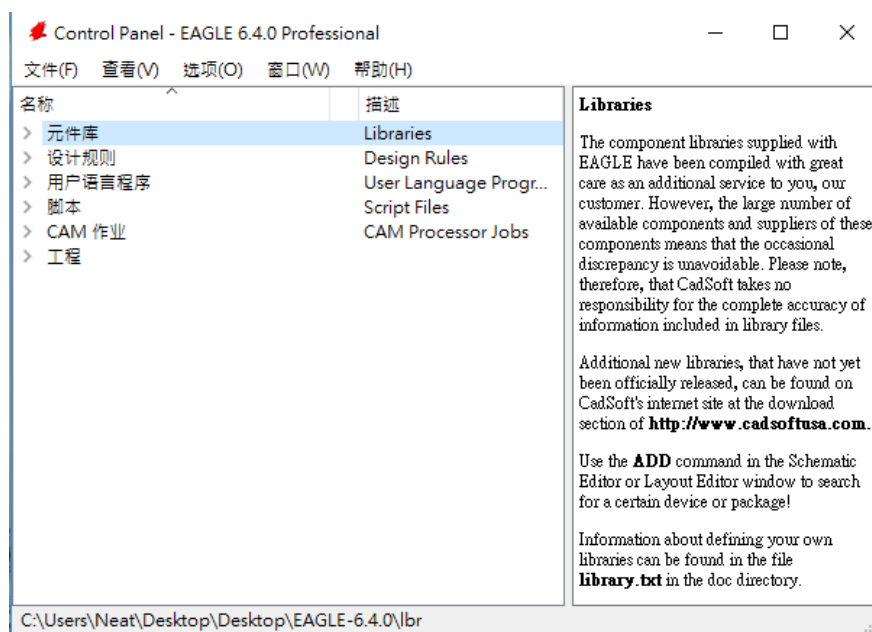 Control Panel - EAGLE 6.4.0 Professional
文件(F) 查看(V) 选项(O) 窗口(W) 帮助(H)
名称 描述
元件库 Libraries
设计规则 Design Rules
用户语言程序 User Language Progr...
脚本 Script Files
CAM 作业 CAM Processor Jobs
工程
Libraries
The component libraries supplied with
EAGLE have been compiled with great
care as an additional service to you, our
customer. However, the large number of
available components and suppliers of these
components means that the occasional
discrepancy is unavoidable. Please note,
therefore, that CadSoft takes no
responsibility for the complete accuracy of
information included in library files.
Additional new libraries, that have not yet
been officially released, can be found on
CadSoft's internet site at the download
section of http://www.cadsoftusa.com.
Use the ADD command in the Schematic
Editor or Layout Editor window to search
for a certain device or package!
Information about defining your own
libraries can be found in the file
library.txt in the doc directory.
C:\Users\Neat\Desktop\Desktop\EAGLE-6.4.0\lbr